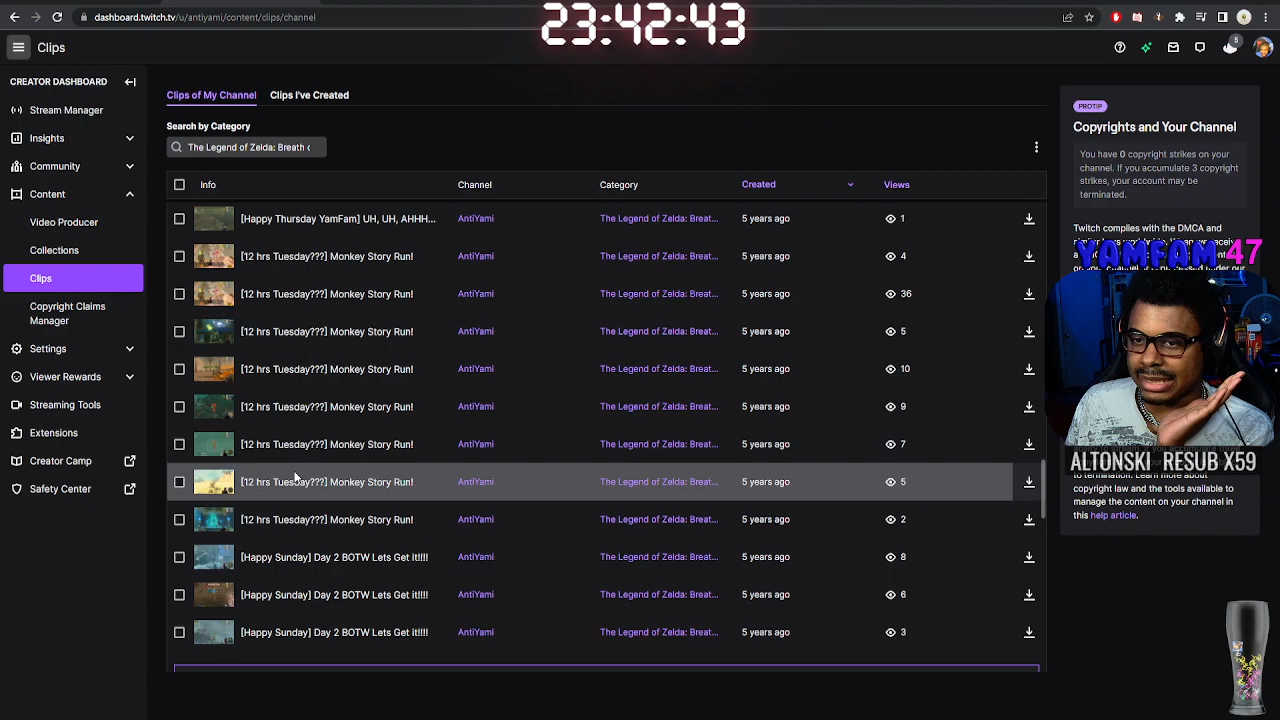 dashboard.twitch.tv/u/antiyami/content/clips/channel
23:42:43
Clips
5
CREATOR DASHBOARD
Stream Manager
Insights
Community
Content
Video Producer
Collections
Clips
Copyright Claims
Manager
Settings
Viewer Rewards
Streaming Tools
Extensions
Creator Camp
Safety Center
Clips of My Channel
Clips I've Created
Search by Category
The Legend of Zelda: Breath
Info Channel Category Created Views
[Happy Thursday YamFam] UH, UH, AHHH... AntiYami The Legend of Zelda: Breat... 5 years ago 1
[12 hrs Tuesday???] Monkey Story Run! AntiYami The Legend of Zelda: Breat... 5 years ago 4
[12 hrs Tuesday???] Monkey Story Run! AntiYami The Legend of Zelda: Breat... 5 years ago 36
[12 hrs Tuesday???] Monkey Story Run! AntiYami The Legend of Zelda: Breat... 5 years ago 5
[12 hrs Tuesday???] Monkey Story Run! AntiYami The Legend of Zelda: Breat... 5 years ago 10
[12 hrs Tuesday???] Monkey Story Run! AntiYami The Legend of Zelda: Breat... 5 years ago 9
[12 hrs Tuesday???] Monkey Story Run! AntiYami The Legend of Zelda: Breat... 5 years ago 7
[12 hrs Tuesday???] Monkey Story Run! AntiYami The Legend of Zelda: Breat... 5 years ago 5
[12 hrs Tuesday???] Monkey Story Run! AntiYami The Legend of Zelda: Breat... 5 years ago 2
[Happy Sunday] Day 2 BOTW Lets Get it!!!! AntiYami The Legend of Zelda: Breat... 5 years ago 8
[Happy Sunday] Day 2 BOTW Lets Get it!!!! AntiYami The Legend of Zelda: Breat... 5 years ago 6
[Happy Sunday] Day 2 BOTW Lets Get it!!!! AntiYami The Legend of Zelda: Breat... 5 years ago 3
PROTIP
Copyrights and Your Channel
You have 0 copyright strikes on your
channel. If you accumulate 3 copyright
strikes, your account may be
terminated.
Twitch complies with the DMCA and
YAMFAM 47
ALTONSKI RESUB X59
to termination. Learn more about
copyright law and the tools available to
manage the content on your channel in
this help article.